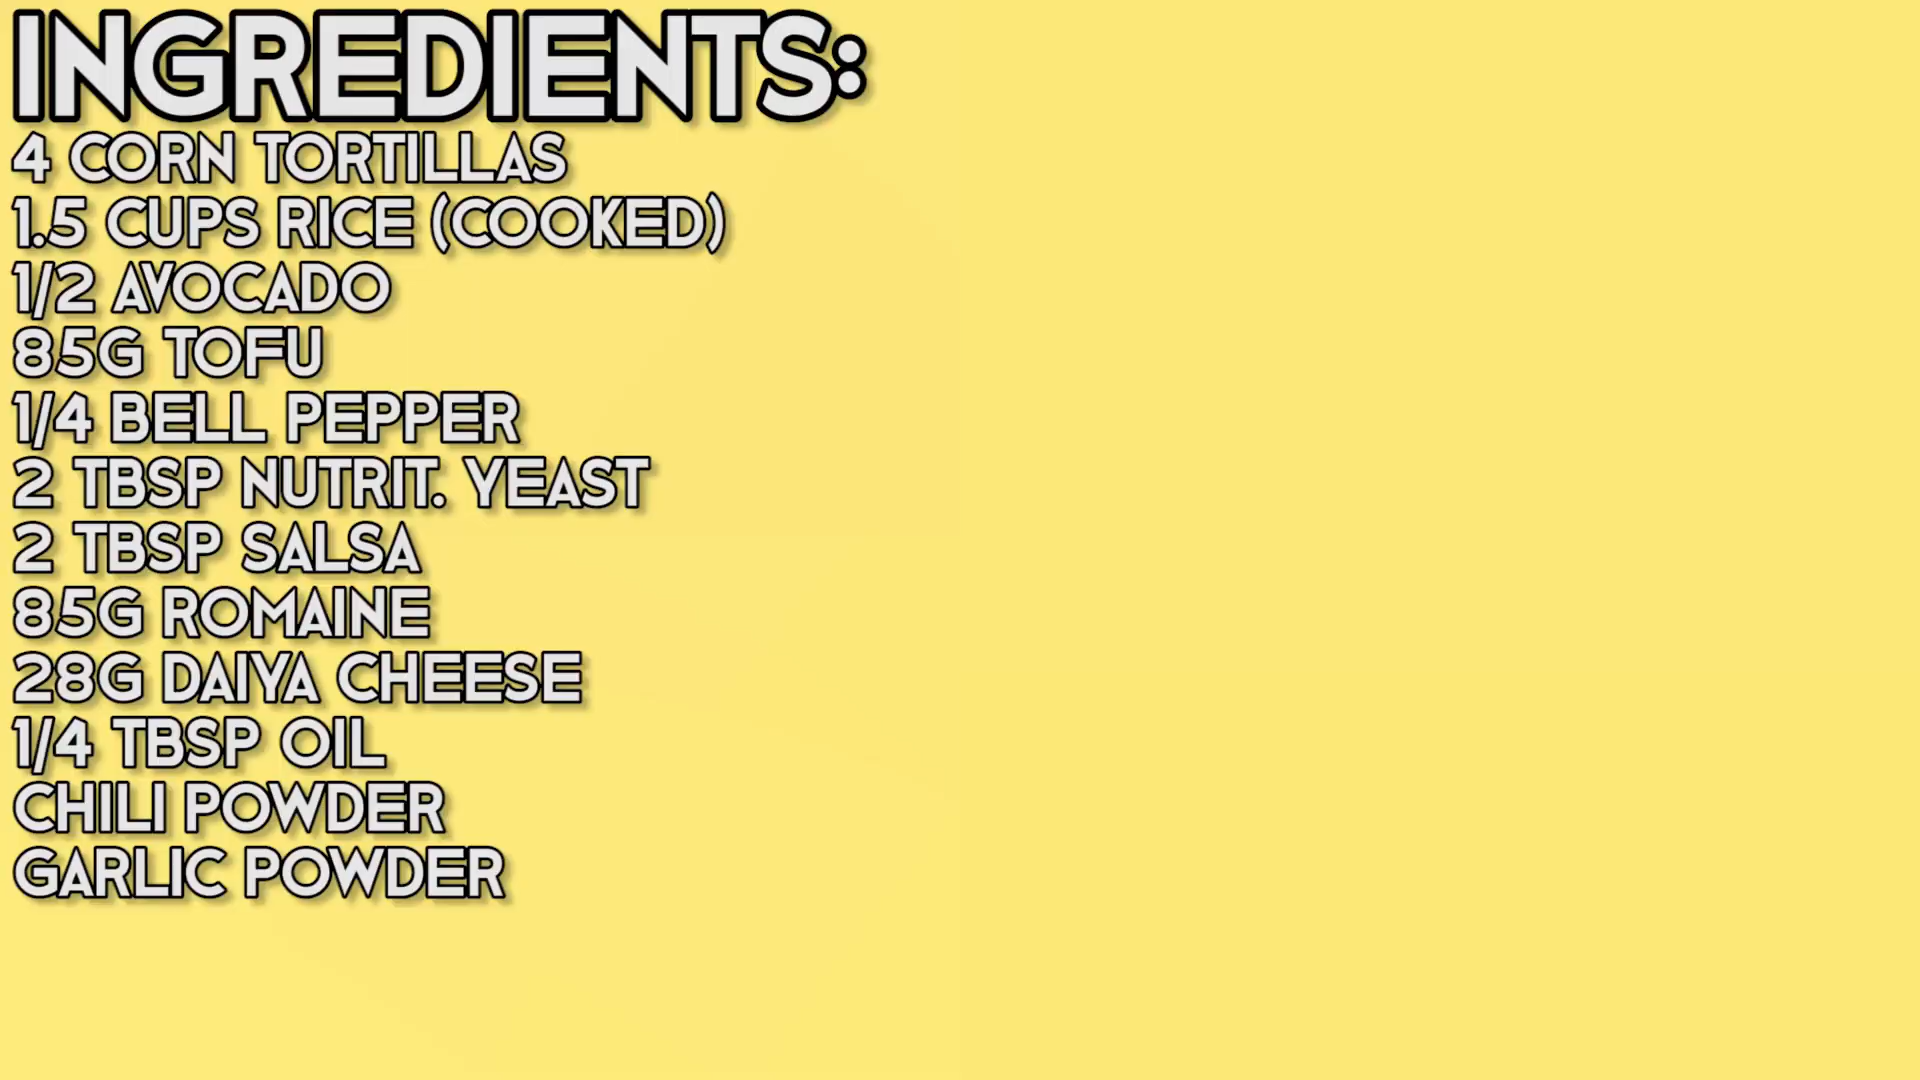 INGREDIENTS:
4 CORN TORTILLAS
1.5 CUPS RICE (COOKED)
1/2 AVOCADO
85G TOFU
1/4 BELL PEPPER
2 TBSP NUTRIT. YEAST
2 TBSP SALSA
85G ROMAINE
28G DAIYA CHEESE
1/4 TBSP OIL
CHILI POWDER
GARLIC POWDER